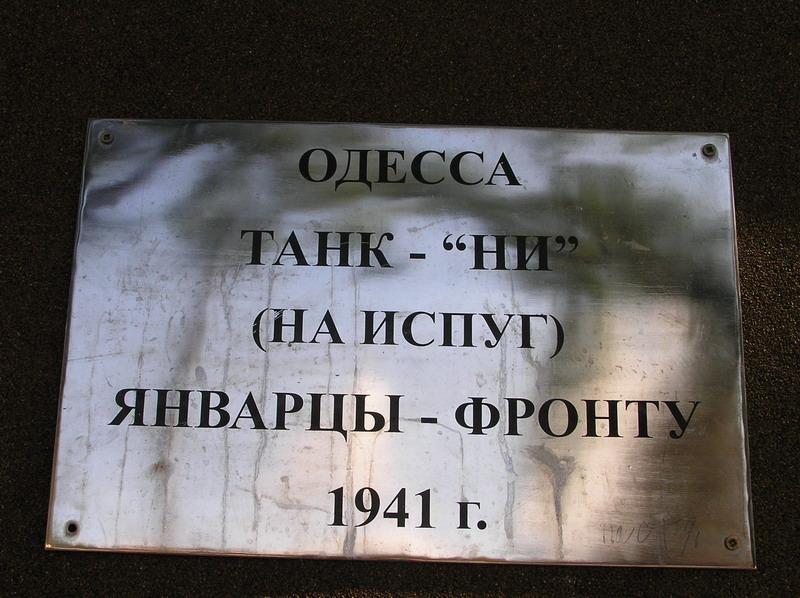 ОДЕССА
ТАНК - “НИ”
(НА ИСПУГ)
ЯНВАРЦЫ - ФРОНТУ
1941 г.